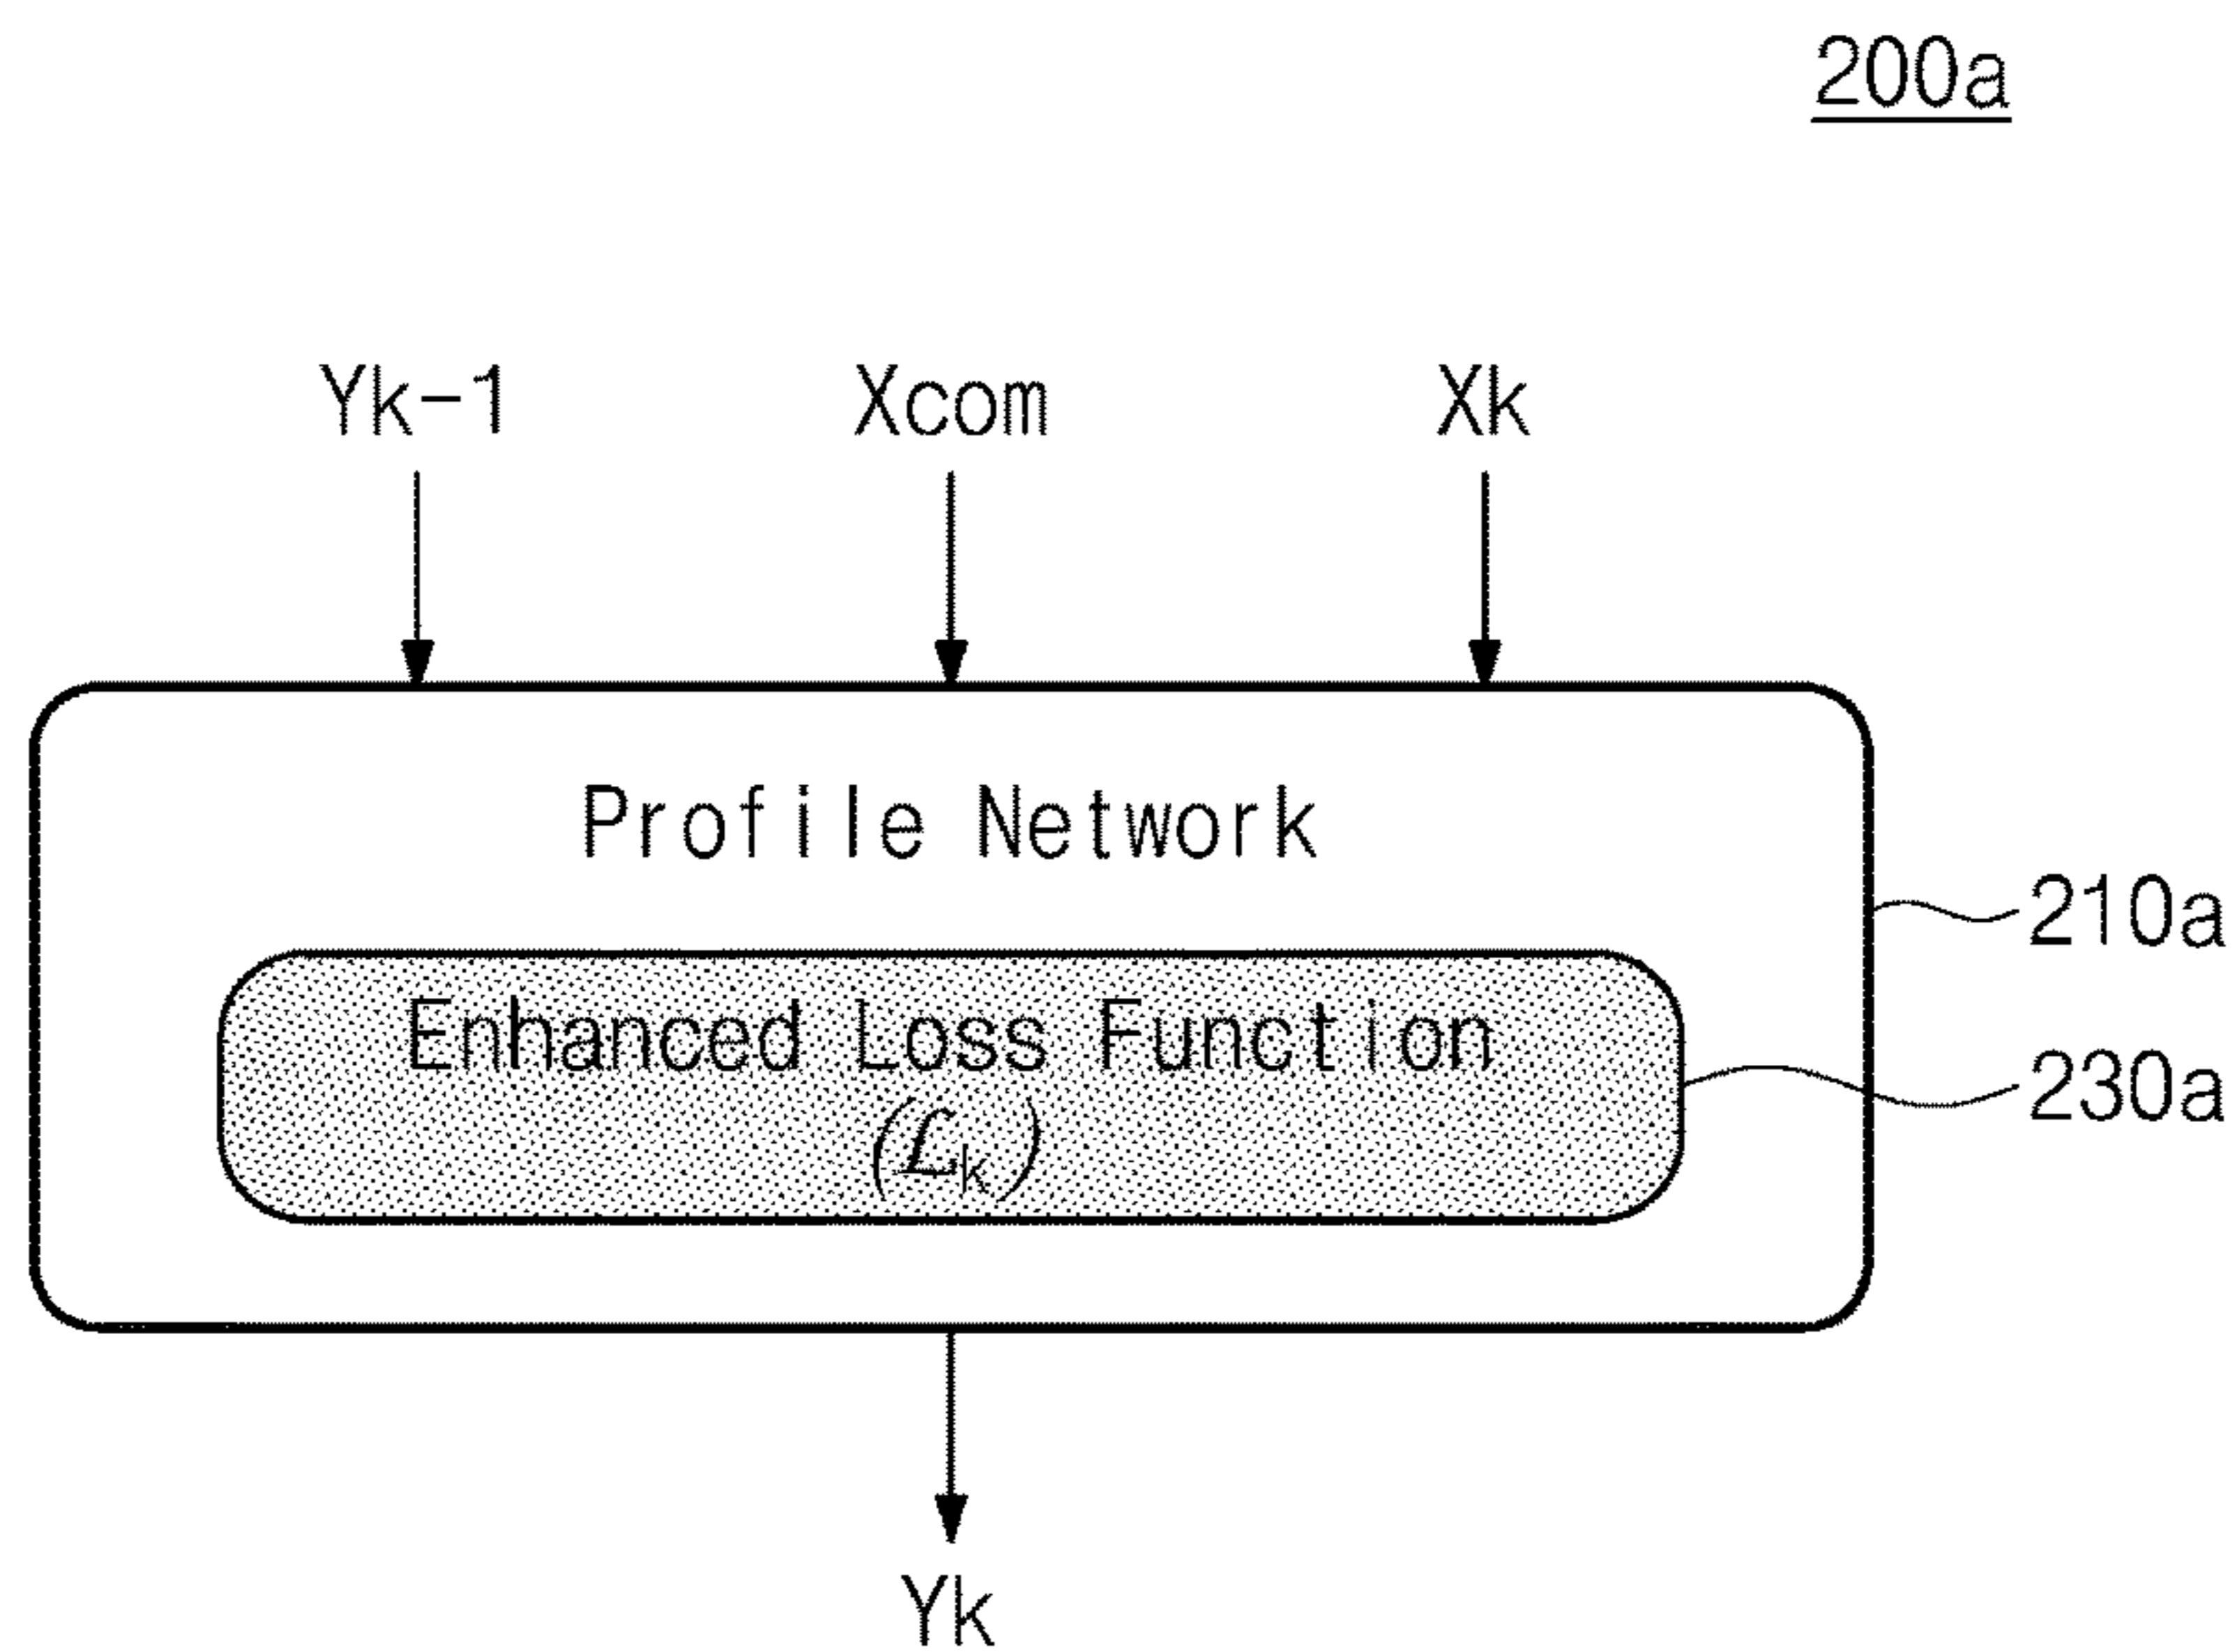 200a
Yk-1 Xcom Xk
Profile Network
210a
Enhanced Loss Function
230a
(ℒk)
Yk